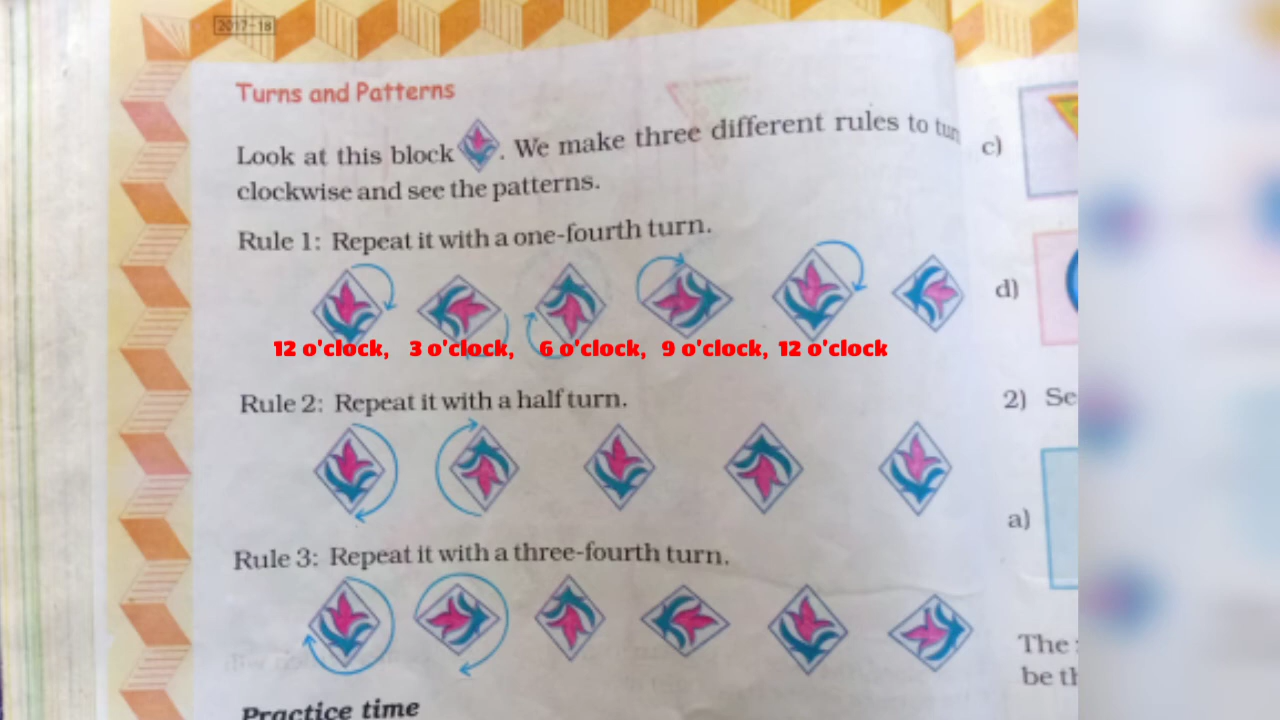 2017-18
Turns and Patterns
Look at this block . We make three different rules to
clockwise and see the patterns.
Rule 1: Repeat it with a one-fourth turn.
12 o'clock, 3 o'clock, 6 o'clock, 9 o'clock, 12 o'clock
Rule 2: Repeat it with a half turn.
Rule 3: Repeat it with a three-fourth turn.
Practice time
c)
d)
2) Se
a)
The
be th